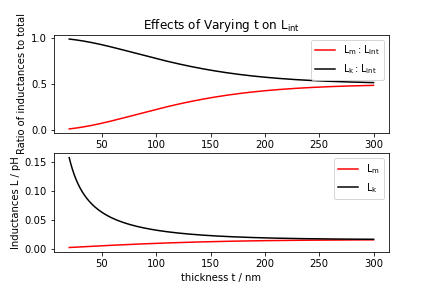 Effects of Varying t on L_int
Ratio of inductances to total
1.0
0.5
0.0
L_m : L_int
L_k : L_int
50 100 150 200 250 300
Inductances L / pH
0.15
0.10
0.05
0.00
L_m
L_k
50 100 150 200 250 300
thickness t / nm